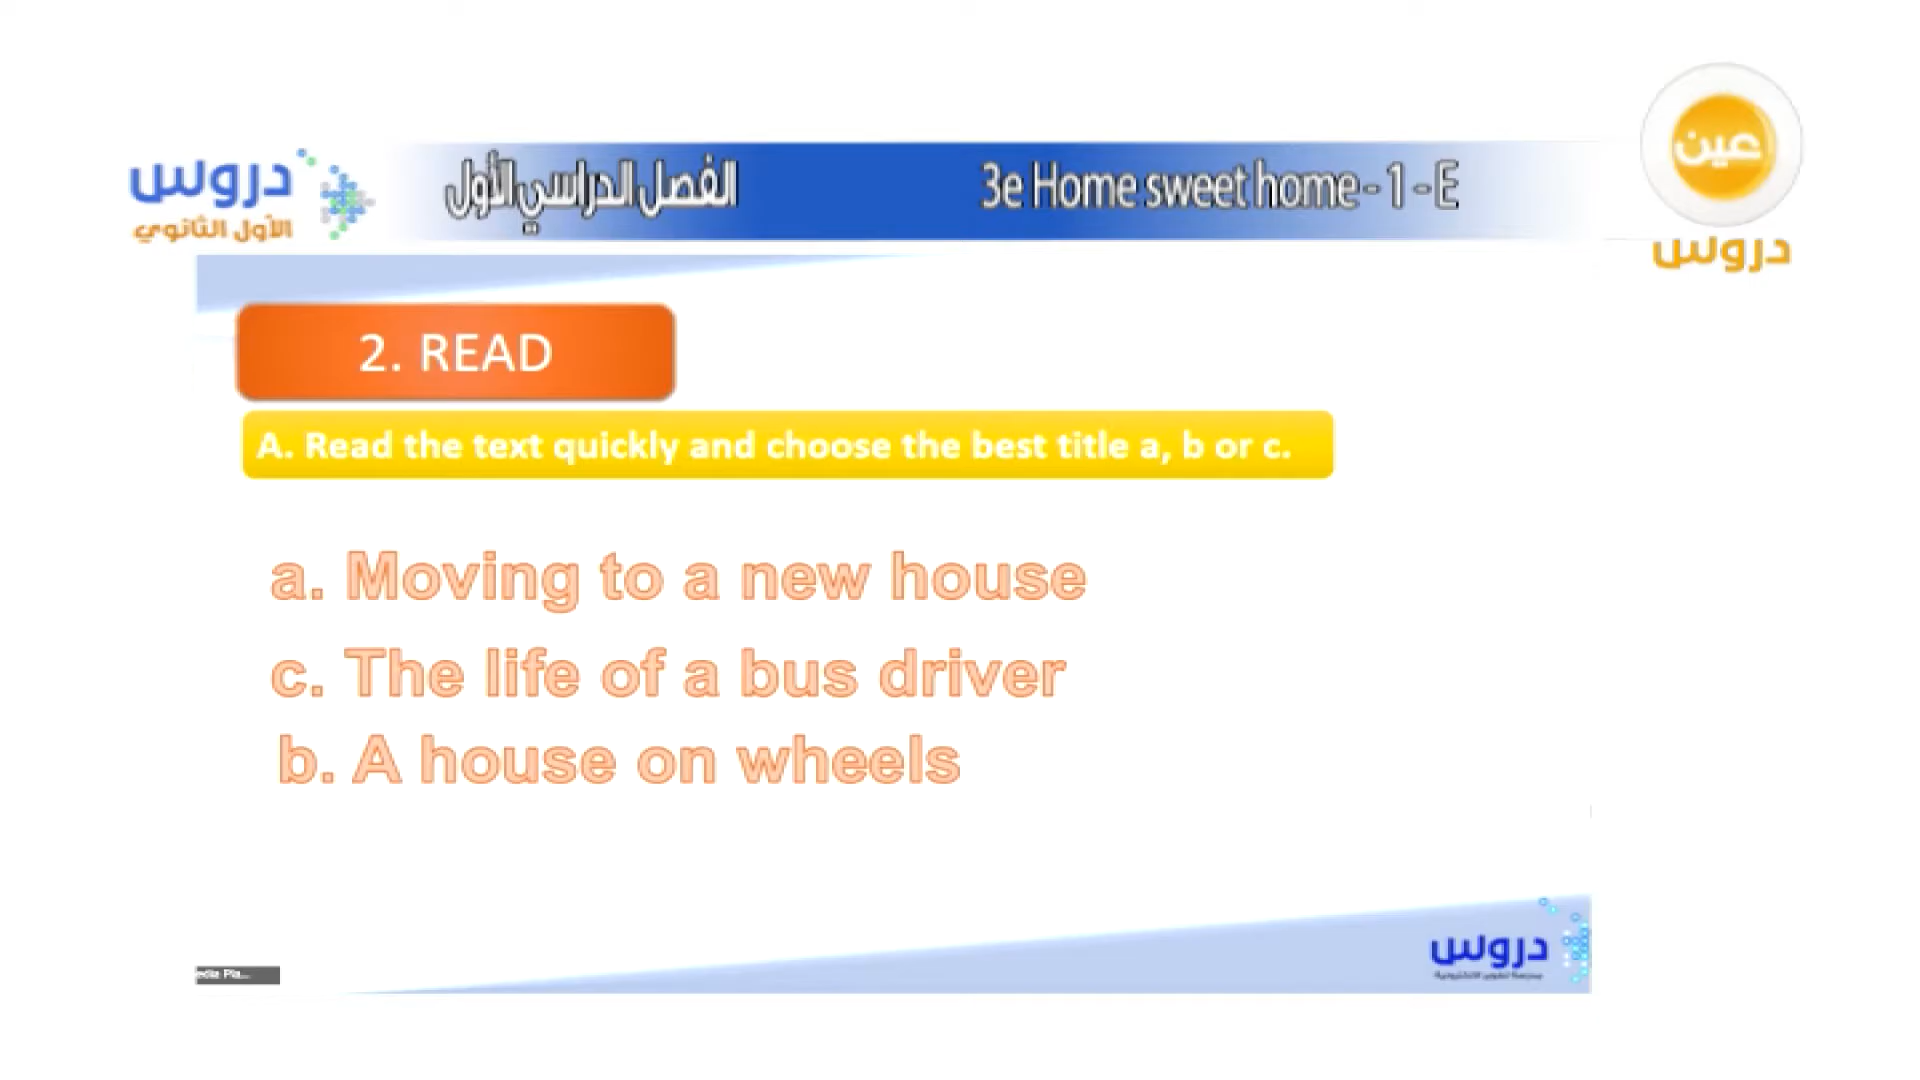 دروس
الأول الثانوي
الفصل الدراسي الأول
3e Home sweet home - 1 - E
عين
دروس
2. READ
A. Read the text quickly and choose the best title a, b or c.
a. Moving to a new house
c. The life of a bus driver
b. A house on wheels
edia Pla...
دروس